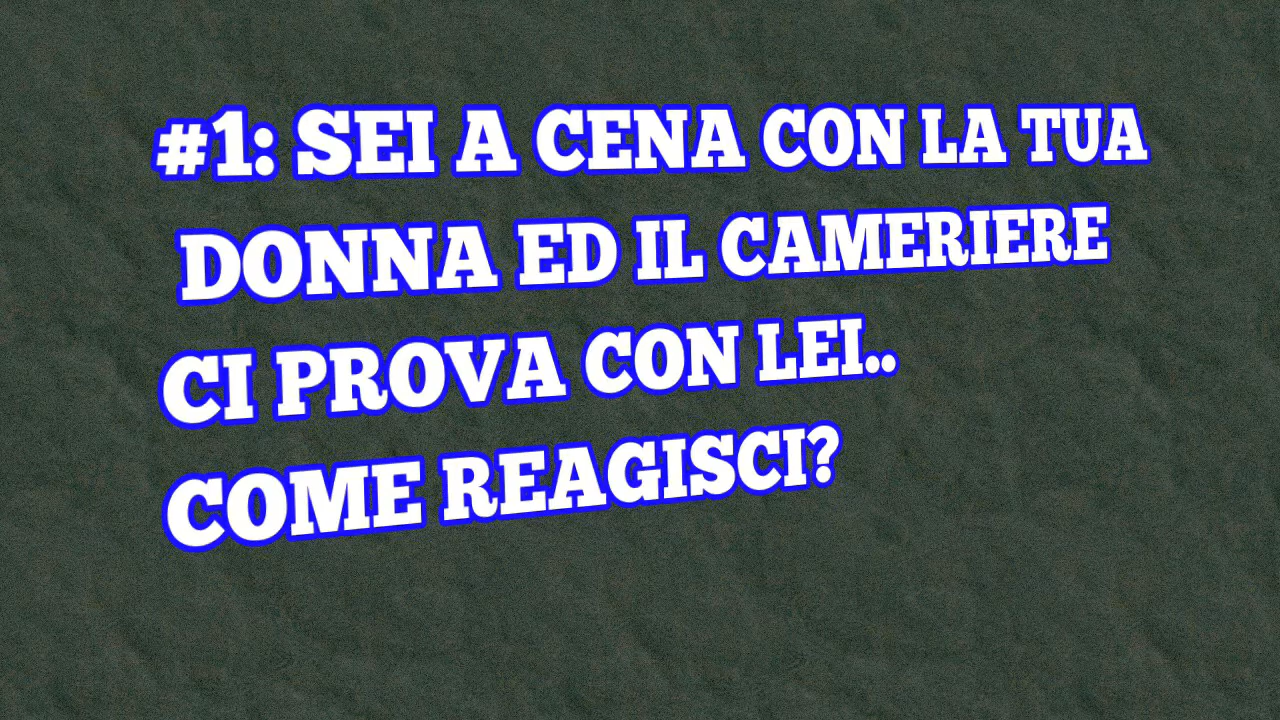 #1: SEI A CENA CON LA TUA
DONNA ED IL CAMERIERE
CI PROVA CON LEI..
COME REAGISCI?